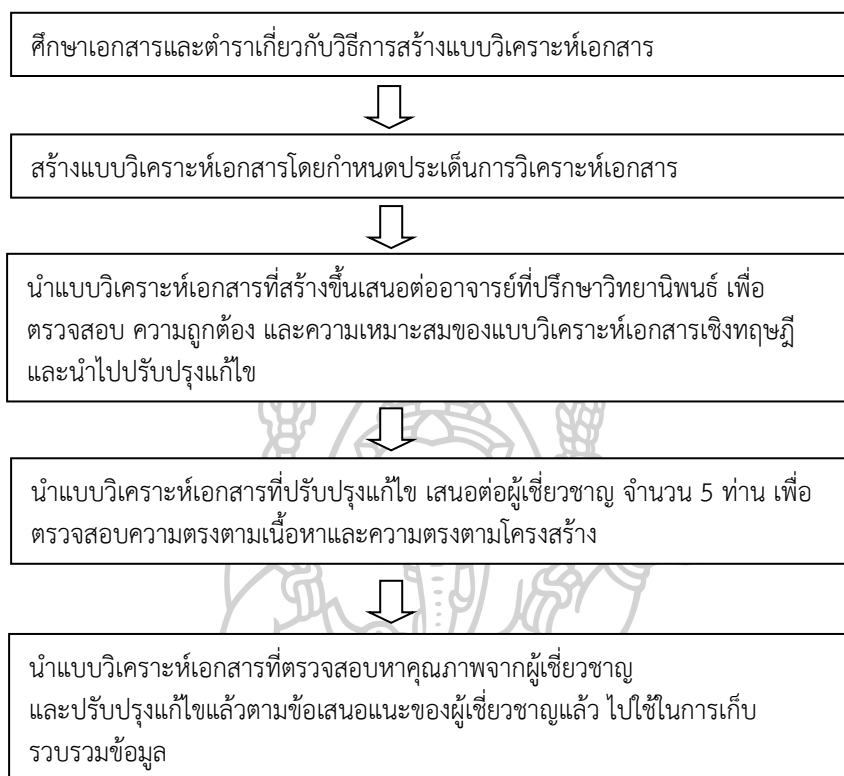 ศึกษาเอกสารและตำราเกี่ยวกับวิธีการสร้างแบบวิเคราะห์เอกสาร
สร้างแบบวิเคราะห์เอกสารโดยกำหนดประเด็นการวิเคราะห์เอกสาร
นำแบบวิเคราะห์เอกสารที่สร้างขึ้นเสนอต่ออาจารย์ที่ปรึกษาวิทยานิพนธ์ เพื่อ
ตรวจสอบ ความถูกต้อง และความเหมาะสมของแบบวิเคราะห์เอกสารเชิงทฤษฎี
และนำไปปรับปรุงแก้ไข
นำแบบวิเคราะห์เอกสารที่ปรับปรุงแก้ไข เสนอต่อผู้เชี่ยวชาญ จำนวน 5 ท่าน เพื่อ
ตรวจสอบความตรงตามเนื้อหาและความตรงตามโครงสร้าง
นำแบบวิเคราะห์เอกสารที่ตรวจสอบหาคุณภาพจากผู้เชี่ยวชาญ
และปรับปรุงแก้ไขแล้วตามข้อเสนอแนะของผู้เชี่ยวชาญแล้ว ไปใช้ในการเก็บ
รวบรวมข้อมูล